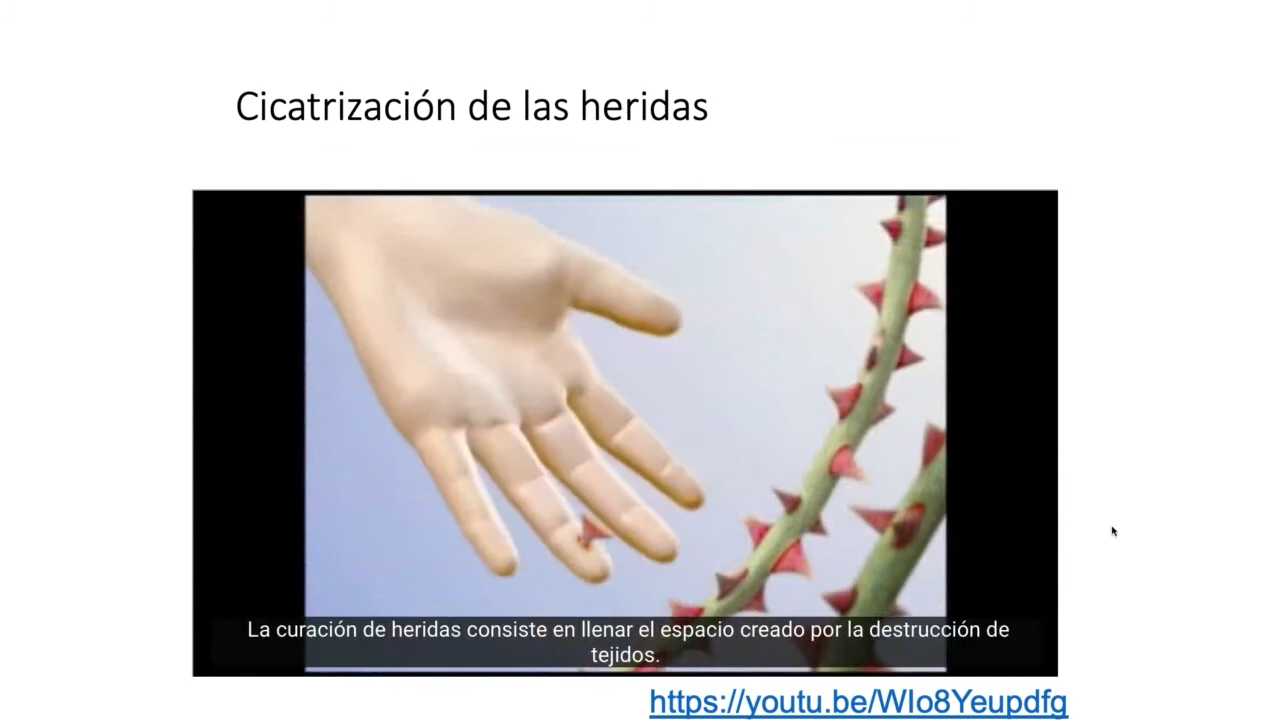 Cicatrización de las heridas
La curación de heridas consiste en llenar el espacio creado por la destrucción de
tejidos.
https://youtu.be/WIo8Yeupdfg